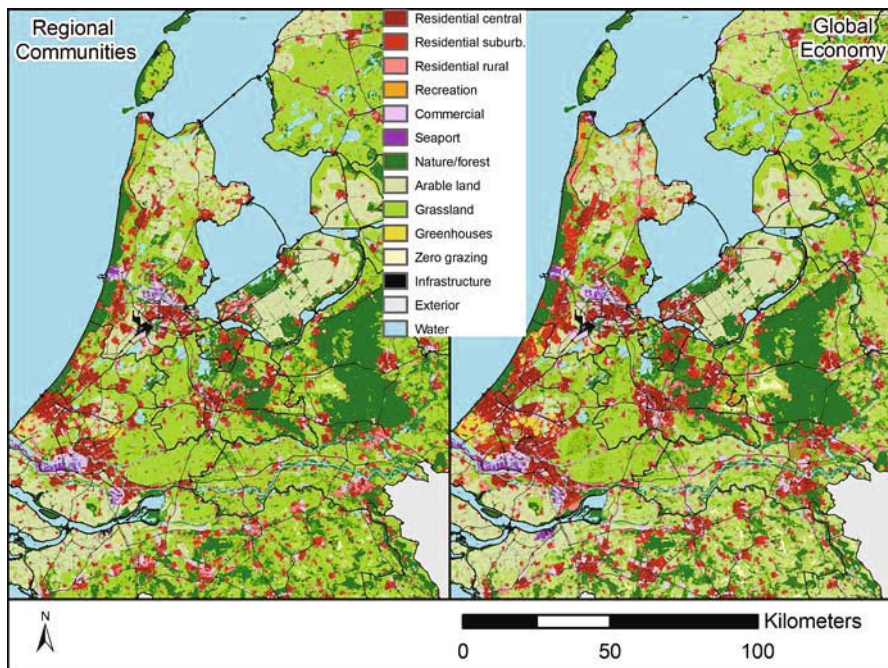 Regional
Communities
Global
Economy
Residential central
Residential suburb.
Residential rural
Recreation
Commercial
Seaport
Nature/forest
Arable land
Grassland
Greenhouses
Zero grazing
Infrastructure
Exterior
Water
N
Kilometers
0 50 100